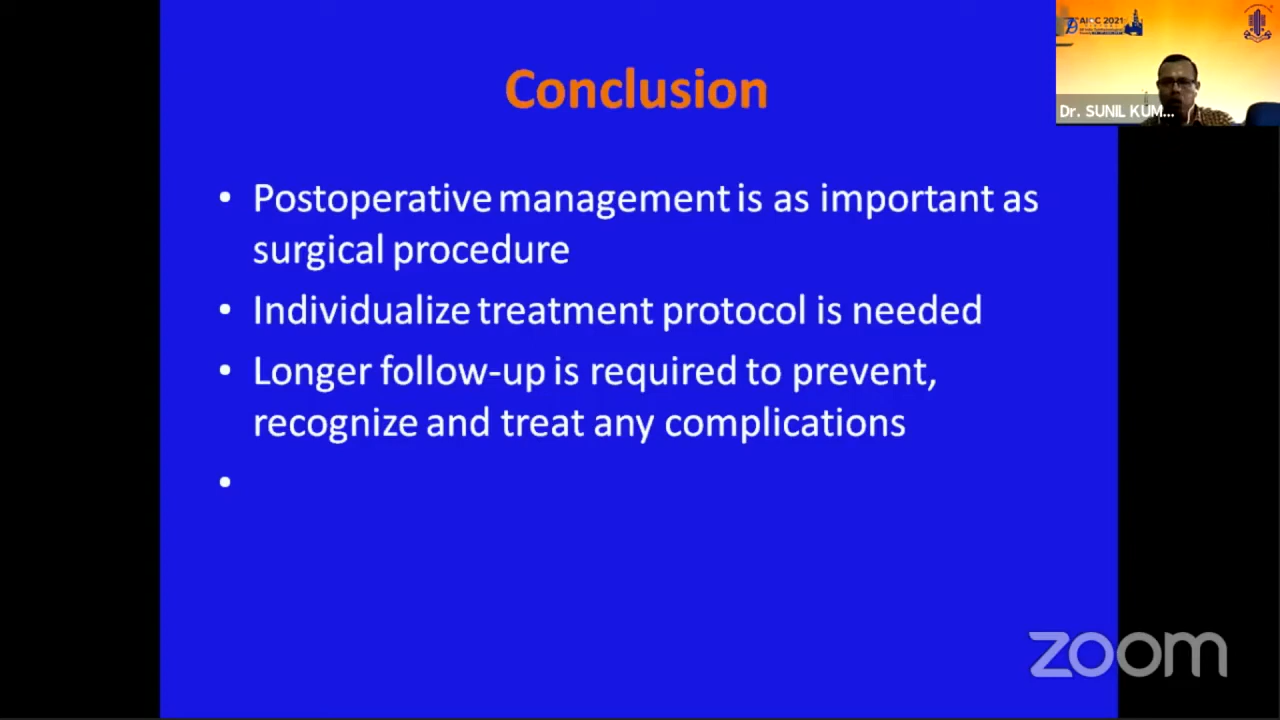 AIOC 2021
Dr. SUNIL KUM...
Conclusion
• Postoperative management is as important as
surgical procedure
• Individualize treatment protocol is needed
• Longer follow-up is required to prevent,
recognize and treat any complications
•
zoom